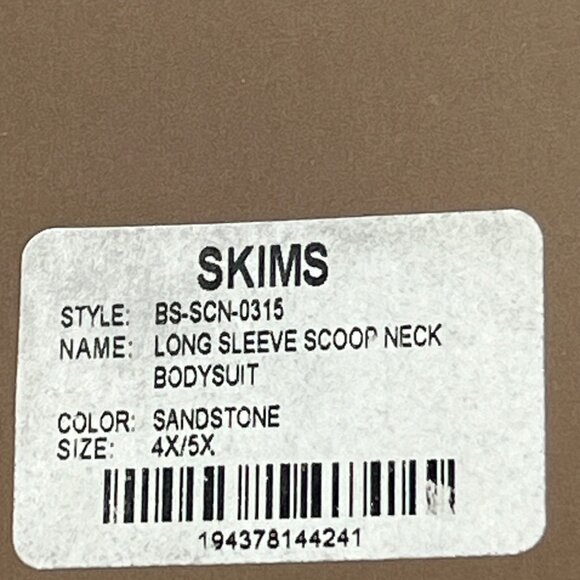 SKIMS
STYLE: BS-SCN-0315
NAME: LONG SLEEVE SCOOP NECK
BODYSUIT
COLOR: SANDSTONE
SIZE: 4X/5X
194378144241